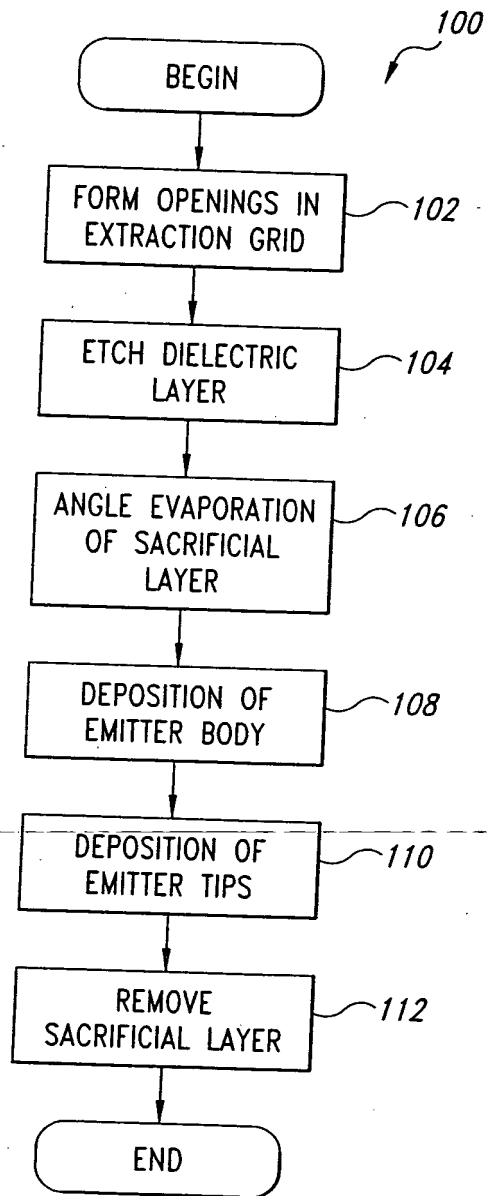 100
BEGIN
FORM OPENINGS IN
EXTRACTION GRID
102
ETCH DIELECTRIC
LAYER
104
ANGLE EVAPORATION
OF SACRIFICIAL
LAYER
106
DEPOSITION OF
EMITTER BODY
108
DEPOSITION OF
EMITTER TIPS
110
REMOVE
SACRIFICIAL LAYER
112
END